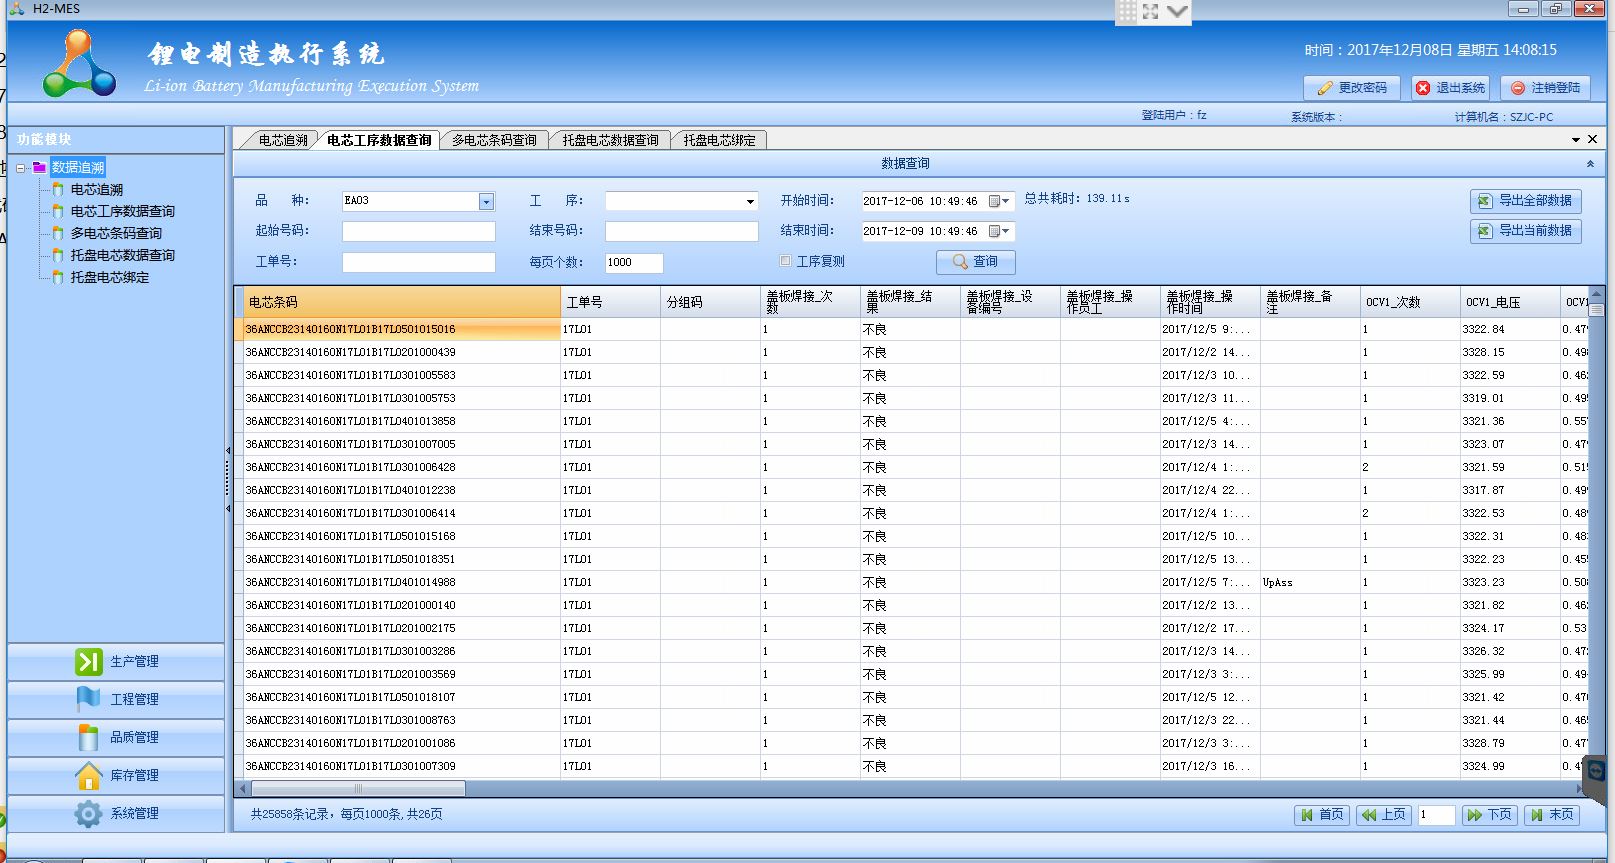 H2-MES
锂电制造执行系统
Li-ion Battery Manufacturing Execution System
时间：2017年12月08日 星期五 14:08:15
更改密码 退出系统 注销登陆
登陆用户：fz 系统版本： 计算机名：SZJC-PC
功能模块
数据追溯
电芯追溯
电芯工序数据查询
多电芯条码查询
托盘电芯数据查询
托盘电芯绑定
生产管理
工程管理
品质管理
库存管理
系统管理
电芯追溯 电芯工序数据查询 多电芯条码查询 托盘电芯数据查询 托盘电芯绑定
数据查询
品 种： EA03 工 序： 开始时间： 2017-12-06 10:49:46 总共耗时：139.11s 导出全部数据
起始号码： 结束号码： 结束时间： 2017-12-09 10:49:46 导出当前数据
工单号： 每页个数： 1000 工序复测 查询
电芯条码 工单号 分组码 盖板焊接_次数 盖板焊接_结果 盖板焊接_设备编号 盖板焊接_操作员工 盖板焊接_操作时间 盖板焊接_备注 OCV1_次数 OCV1_电压 OCV1
36ANCCB23140160N17L01B17L0501015016 17L01 1 不良 2017/12/5 9:... 1 3322.84 0.479
36ANCCB23140160N17L01B17L0201000439 17L01 1 不良 2017/12/2 14... 1 3328.15 0.498
36ANCCB23140160N17L01B17L0301005583 17L01 1 不良 2017/12/3 10... 1 3322.59 0.462
36ANCCB23140160N17L01B17L0301005753 17L01 1 不良 2017/12/3 11... 1 3319.01 0.495
36ANCCB23140160N17L01B17L0401013858 17L01 1 不良 2017/12/5 4:... 1 3321.36 0.557
36ANCCB23140160N17L01B17L0301007005 17L01 1 不良 2017/12/3 14... 1 3323.07 0.479
36ANCCB23140160N17L01B17L0301006428 17L01 1 不良 2017/12/4 1:... 2 3321.59 0.515
36ANCCB23140160N17L01B17L0401012238 17L01 1 不良 2017/12/4 22... 1 3317.87 0.499
36ANCCB23140160N17L01B17L0301006414 17L01 1 不良 2017/12/4 1:... 2 3322.53 0.489
36ANCCB23140160N17L01B17L0501015168 17L01 1 不良 2017/12/5 10... 1 3322.31 0.483
36ANCCB23140160N17L01B17L0501018351 17L01 1 不良 2017/12/5 13... 1 3322.23 0.455
36ANCCB23140160N17L01B17L0401014988 17L01 1 不良 2017/12/5 7:... UpAss 1 3323.23 0.508
36ANCCB23140160N17L01B17L0201000140 17L01 1 不良 2017/12/2 13... 1 3321.82 0.462
36ANCCB23140160N17L01B17L0201002175 17L01 1 不良 2017/12/2 17... 1 3324.17 0.53
36ANCCB23140160N17L01B17L0301003286 17L01 1 不良 2017/12/3 14... 1 3326.32 0.472
36ANCCB23140160N17L01B17L0201003569 17L01 1 不良 2017/12/3 3:... 1 3325.99 0.49
36ANCCB23140160N17L01B17L0501018107 17L01 1 不良 2017/12/5 12... 1 3321.42 0.470
36ANCCB23140160N17L01B17L0301008763 17L01 1 不良 2017/12/3 22... 1 3321.44 0.465
36ANCCB23140160N17L01B17L0201001086 17L01 1 不良 2017/12/3 3:... 1 3328.79 0.477
36ANCCB23140160N17L01B17L0301007309 17L01 1 不良 2017/12/3 16... 1 3324.99 0.4
共25858条记录，每页1000条，共26页 首页 上页 1 下页 末页